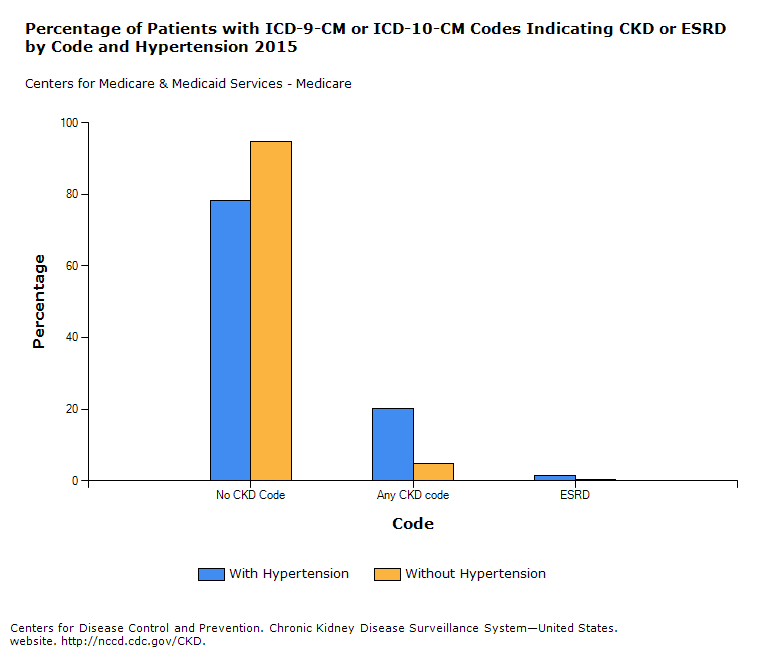 Percentage of Patients with ICD-9-CM or ICD-10-CM Codes Indicating CKD or ESRD
by Code and Hypertension 2015
Centers for Medicare & Medicaid Services - Medicare
100
80
60
40
20
0
Percentage
No CKD Code
Any CKD code
ESRD
Code
With Hypertension
Without Hypertension
Centers for Disease Control and Prevention. Chronic Kidney Disease Surveillance System—United States.
website. http://nccd.cdc.gov/CKD.